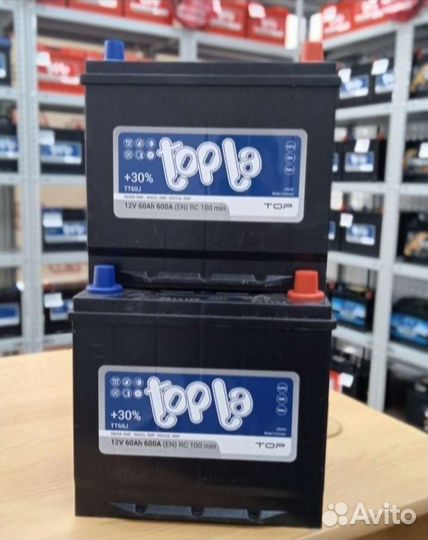 topla
+30%
TT60J
12V 60Ah 600A (EN) RC 100 min
TOP
topla
+30%
TT60J
12V 60Ah 600A (EN) RC 100 min
TOP
Avito